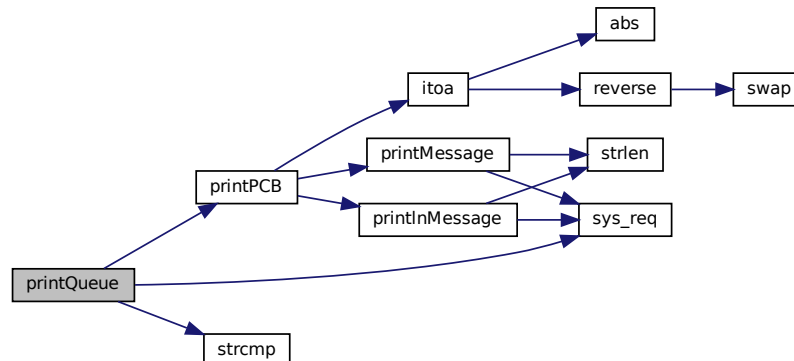 abs
itoa
reverse
swap
printMessage
strlen
printPCB
printlnMessage
sys_req
printQueue
strcmp